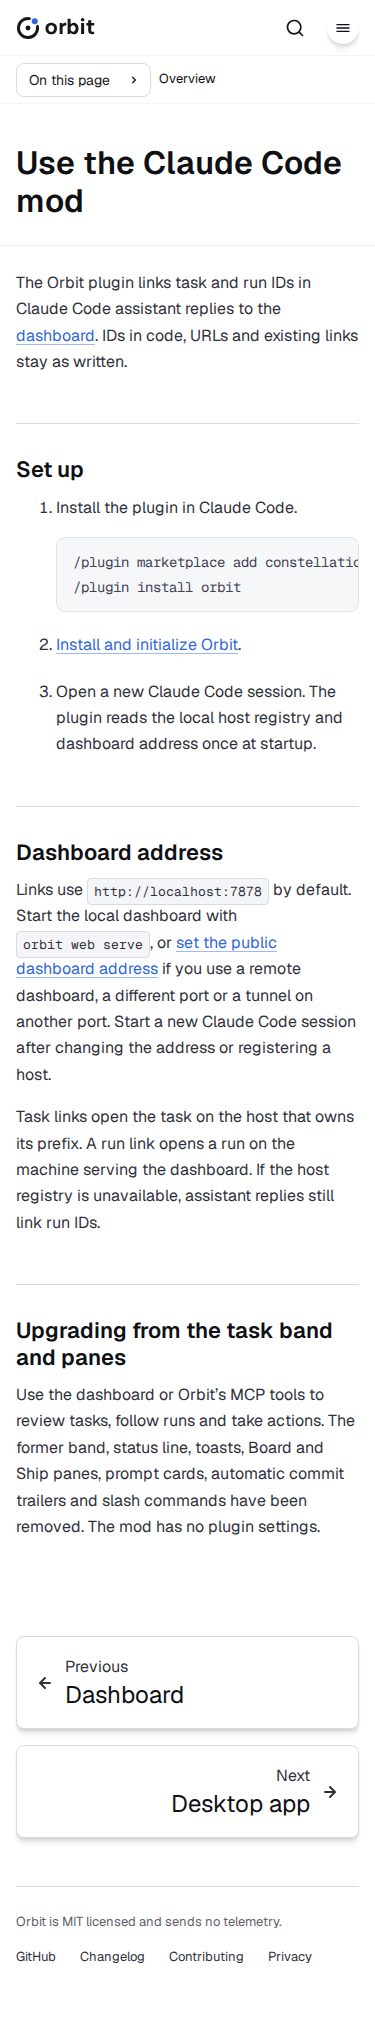 orbit
On this page
Overview
Use the Claude Code
mod
The Orbit plugin links task and run IDs in
Claude Code assistant replies to the
dashboard. IDs in code, URLs and existing links
stay as written.
Set up
1. Install the plugin in Claude Code.
/plugin marketplace add constellatio
/plugin install orbit
2. Install and initialize Orbit.
3. Open a new Claude Code session. The
plugin reads the local host registry and
dashboard address once at startup.
Dashboard address
Links use http://localhost:7878 by default.
Start the local dashboard with
orbit web serve, or set the public
dashboard address if you use a remote
dashboard, a different port or a tunnel on
another port. Start a new Claude Code session
after changing the address or registering a
host.
Task links open the task on the host that owns
its prefix. A run link opens a run on the
machine serving the dashboard. If the host
registry is unavailable, assistant replies still
link run IDs.
Upgrading from the task band
and panes
Use the dashboard or Orbit’s MCP tools to
review tasks, follow runs and take actions. The
former band, status line, toasts, Board and
Ship panes, prompt cards, automatic commit
trailers and slash commands have been
removed. The mod has no plugin settings.
Previous
Dashboard
Next
Desktop app
Orbit is MIT licensed and sends no telemetry.
GitHub Changelog Contributing Privacy